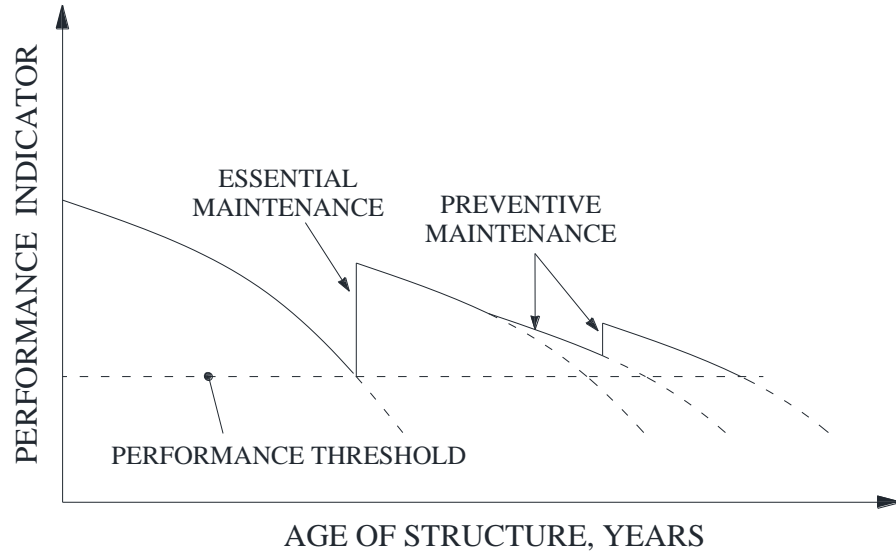 PERFORMANCE INDICATOR
ESSENTIAL
MAINTENANCE
PREVENTIVE
MAINTENANCE
PERFORMANCE THRESHOLD
AGE OF STRUCTURE, YEARS